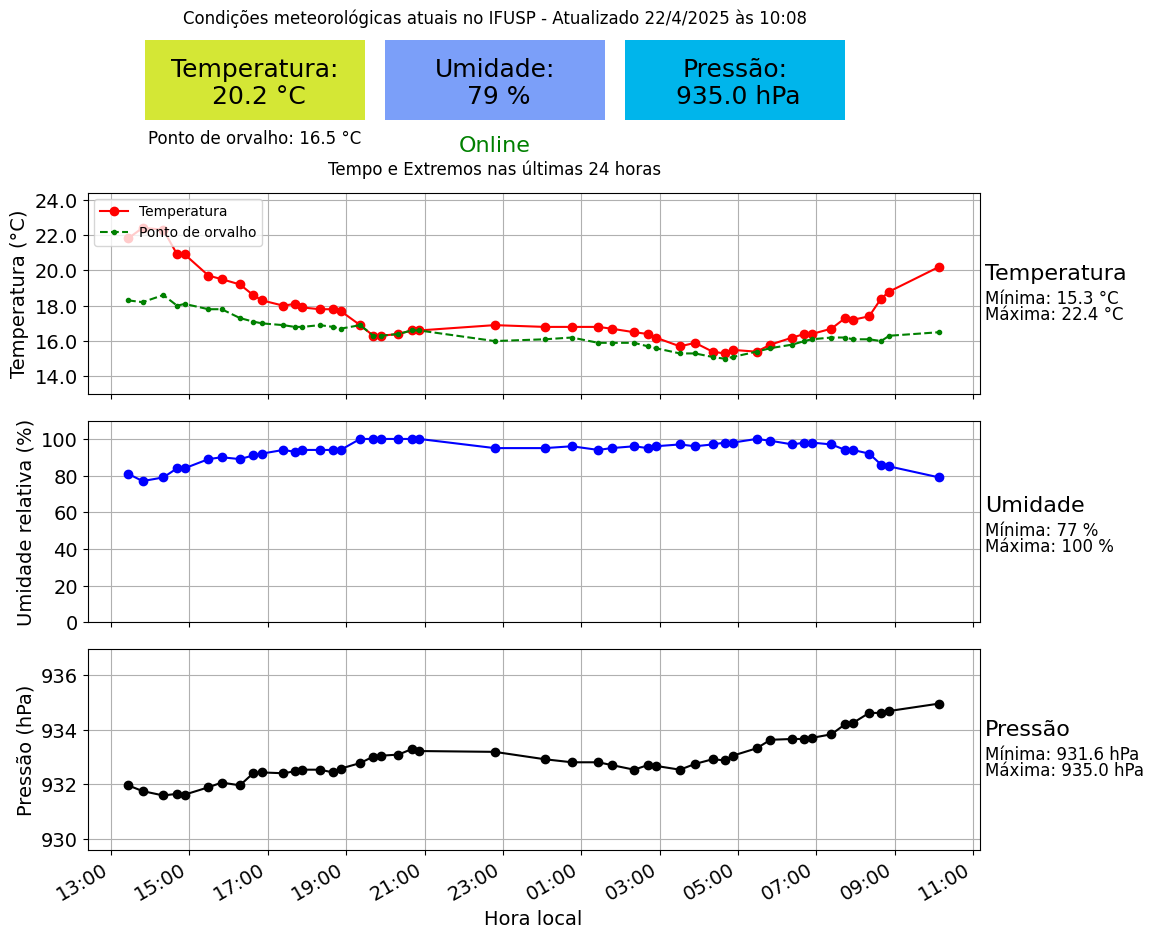 Condições meteorológicas atuais no IFUSP - Atualizado 22/4/2025 às 10:08
Temperatura:
20.2 °C
Umidade:
79 %
Pressão:
935.0 hPa
Ponto de orvalho: 16.5 °C
Online
Tempo e Extremos nas últimas 24 horas
Temperatura (°C)
24.0
22.0
20.0
18.0
16.0
14.0
Temperatura
Ponto de orvalho
Temperatura
Mínima: 15.3 °C
Máxima: 22.4 °C
Umidade relativa (%)
100
80
60
40
20
0
Umidade
Mínima: 77 %
Máxima: 100 %
Pressão (hPa)
936
934
932
930
Pressão
Mínima: 931.6 hPa
Máxima: 935.0 hPa
13:00 15:00 17:00 19:00 21:00 23:00 01:00 03:00 05:00 07:00 09:00 11:00
Hora local